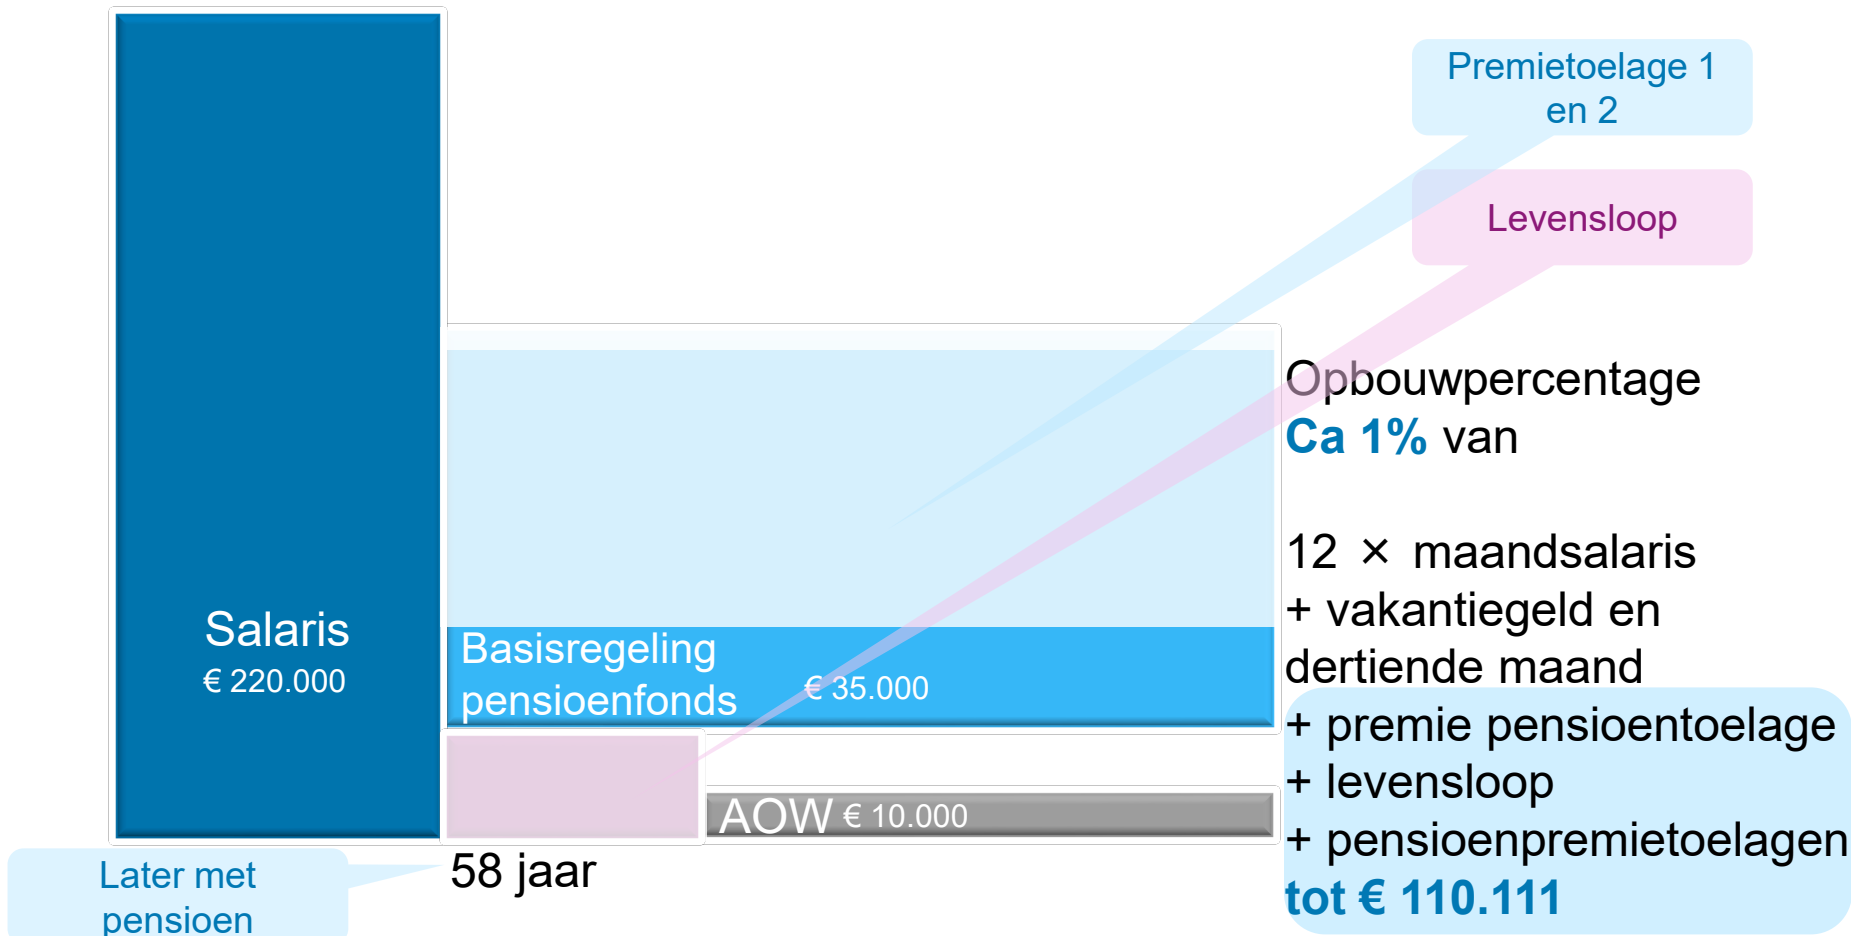 Premietoelage 1
en 2
Levensloop
Opbouwpercentage
Ca 1% van
12 × maandsalaris
+ vakantiegeld en
dertiende maand
+ premie pensioentoelage
+ levensloop
+ pensioenpremietoelagen
tot € 110.111
Salaris
€ 220.000
Basisregeling
pensioenfonds € 35.000
AOW € 10.000
58 jaar
Later met
pensioen